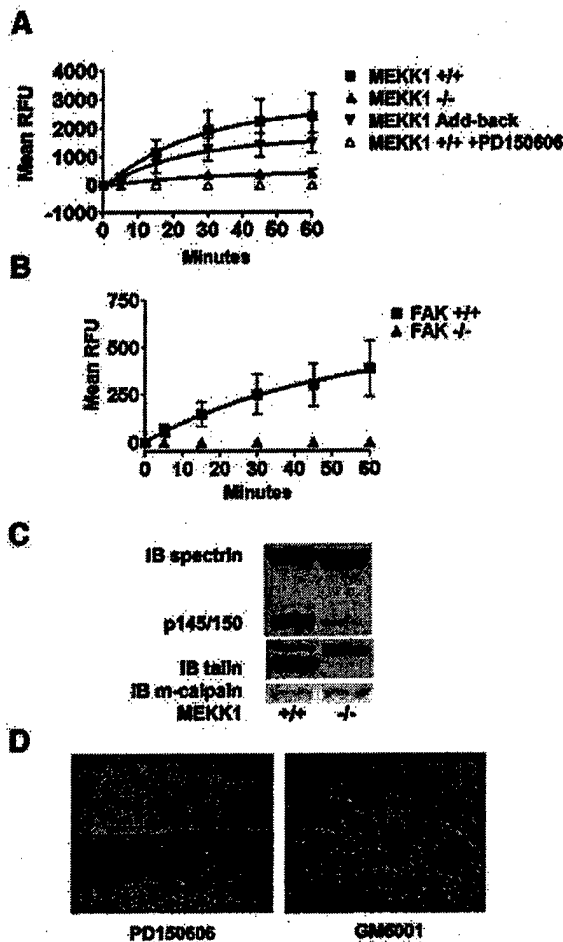 A
Mean RFU
4000
3000
2000
1000
0
-1000
0 10 20 30 40 50 60
Minutes
MEKK1 +/+
MEKK1 -/-
MEKK1 Add-back
MEKK1 +/+ +PD150606
B
Mean RFU
750
500
250
0
0 10 20 30 40 50 60
Minutes
FAK +/+
FAK -/-
C
IB spectrin
p145/150
IB talin
IB m-calpain
MEKK1 +/+ -/-
D
PD150606 GM6001